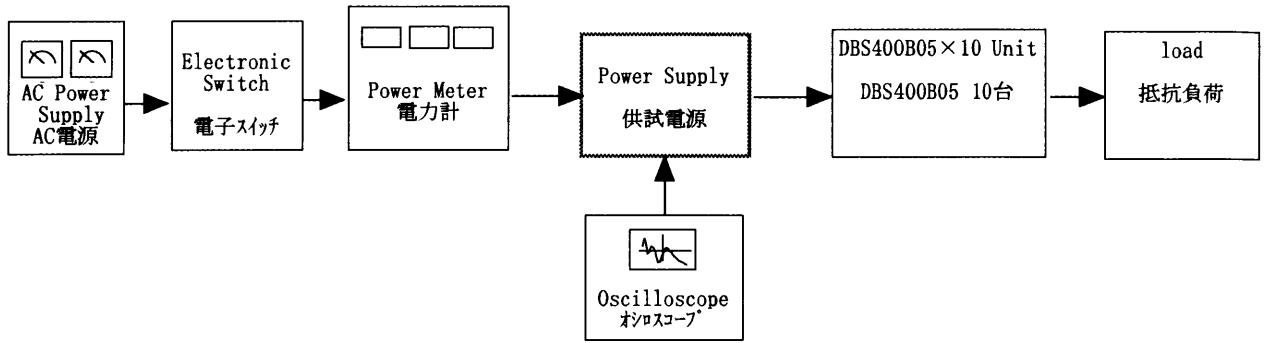 AC Power
Supply
AC電源
Electronic
Switch
電子スイッチ
Power Meter
電力計
Power Supply
供試電源
DBS400B05×10 Unit
DBS400B05 10台
load
抵抗負荷
Oscilloscope
オシロスコープ